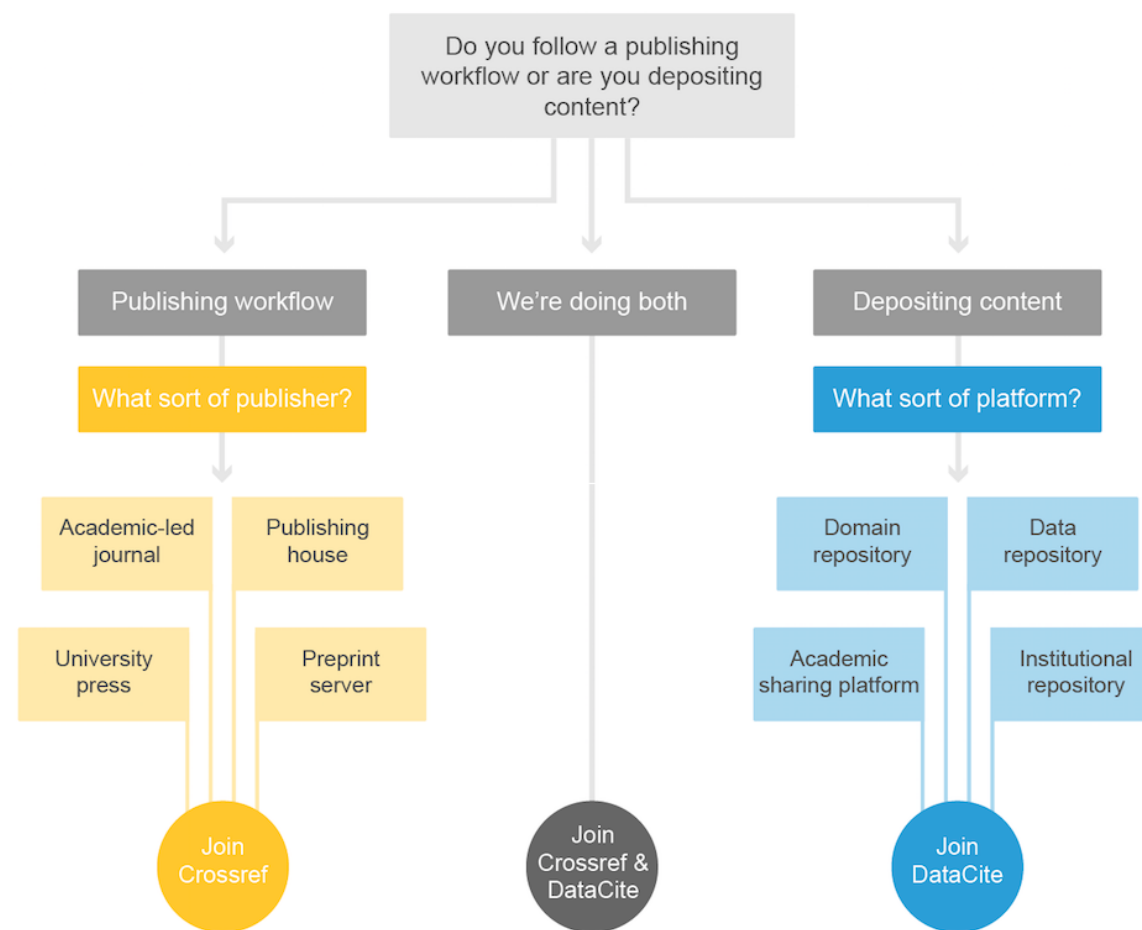 Do you follow a publishing
workflow or are you depositing
content?
Publishing workflow
We're doing both
Depositing content
What sort of publisher?
What sort of platform?
Academic-led
journal
Publishing
house
Domain
repository
Data
repository
University
press
Preprint
server
Academic
sharing platform
Institutional
repository
Join
Crossref
Join
Crossref &
DataCite
Join
DataCite